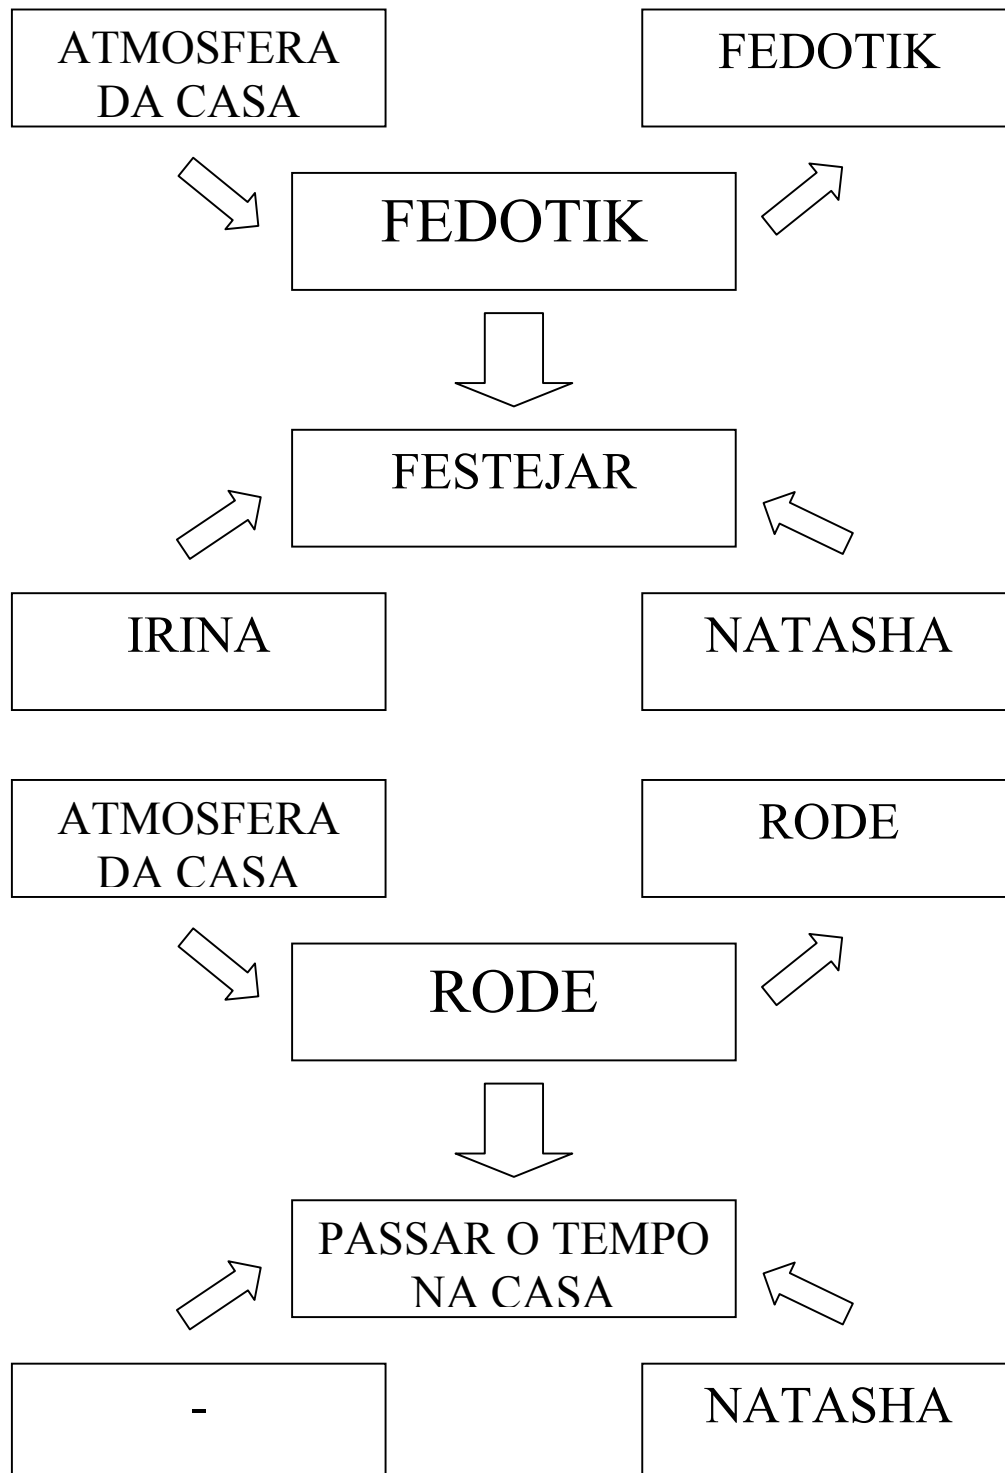 ATMOSFERA
DA CASA
FEDOTIK
FEDOTIK
FESTEJAR
IRINA
NATASHA
ATMOSFERA
DA CASA
RODE
RODE
PASSAR O TEMPO
NA CASA
-
NATASHA